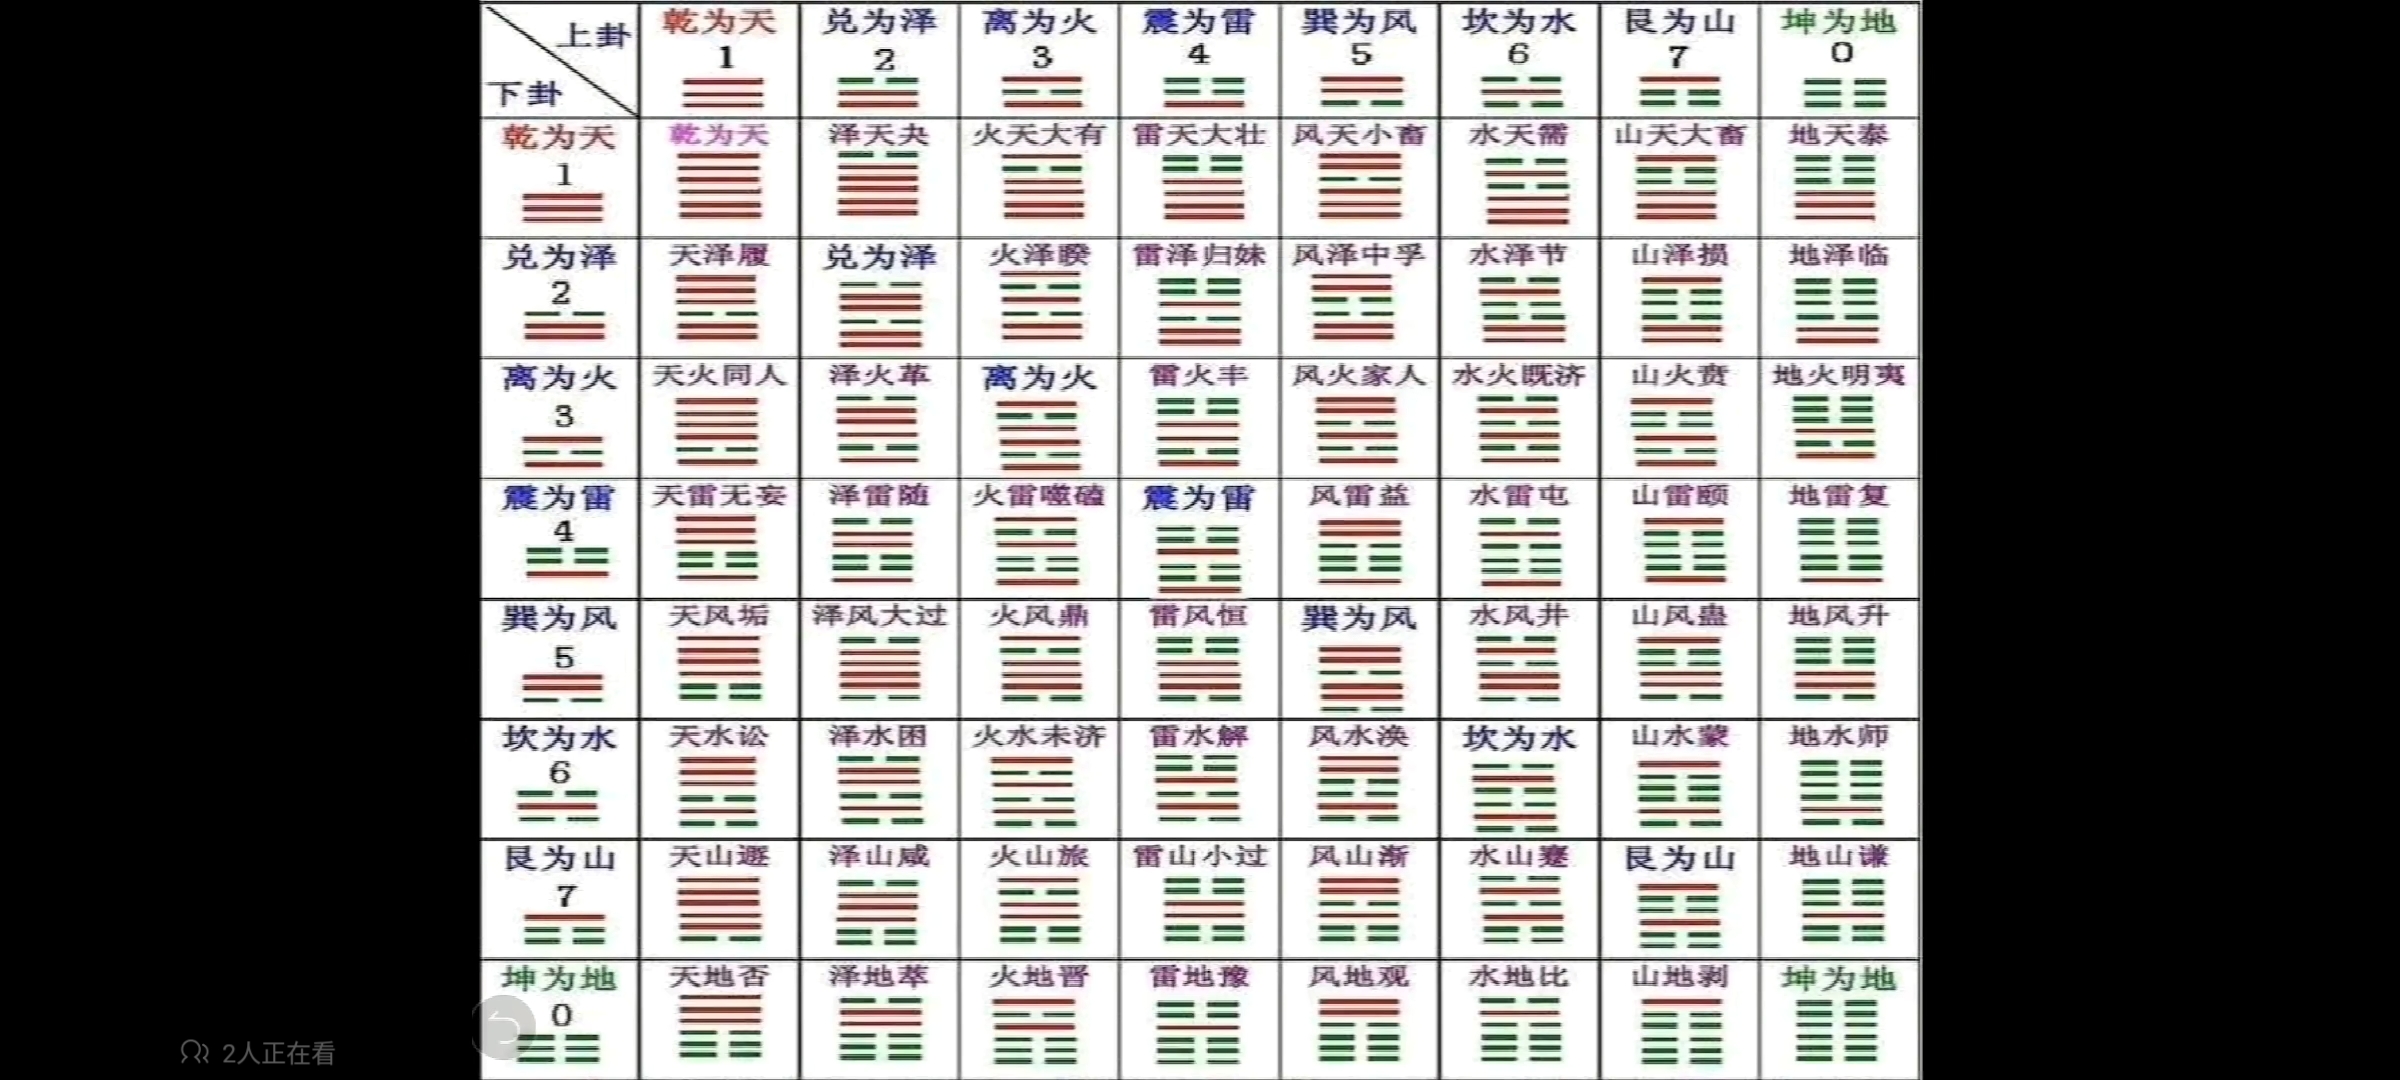 上卦
下卦
乾为天 兑为泽 离为火 震为雷 巽为风 坎为水 艮为山 坤为地
1 2 3 4 5 6 7 0
乾为天 乾为天 泽天夬 火天大有 雷天大壮 风天小畜 水天需 山天大畜 地天泰
1
兑为泽 天泽履 兑为泽 火泽睽 雷泽归妹 风泽中孚 水泽节 山泽损 地泽临
2
离为火 天火同人 泽火革 离为火 雷火丰 风火家人 水火既济 山火贲 地火明夷
3
震为雷 天雷无妄 泽雷随 火雷噬磕 震为雷 风雷益 水雷屯 山雷颐 地雷复
4
巽为风 天风垢 泽风大过 火风鼎 雷风恒 巽为风 水风井 山风蛊 地风升
5
坎为水 天水讼 泽水困 火水未济 雷水解 风水涣 坎为水 山水蒙 地水师
6
艮为山 天山遯 泽山咸 火山旅 雷山小过 风山渐 水山蹇 艮为山 地山谦
7
坤为地 天地否 泽地萃 火地晋 雷地豫 风地观 水地比 山地剥 坤为地
0
2人正在看